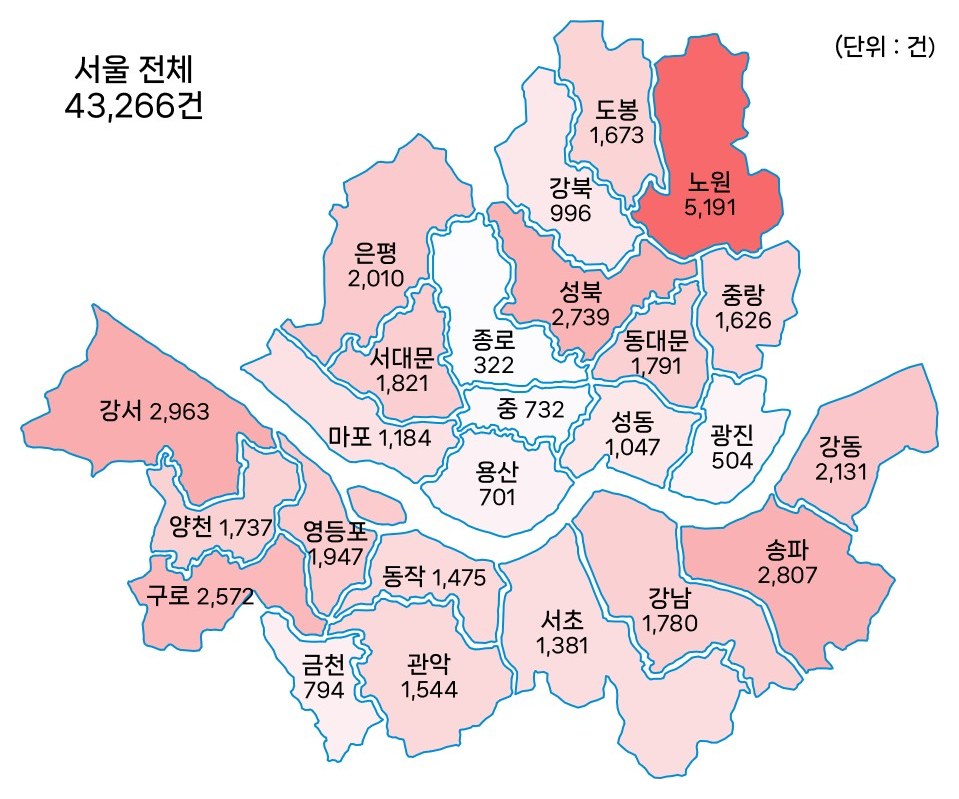 서울 전체
43,266건
(단위 : 건)
도봉
1,673
노원
5,191
강북
996
은평
2,010
성북
2,739
중랑
1,626
종로
322
동대문
1,791
서대문
1,821
강서 2,963
마포 1,184
중 732
성동
1,047
광진
504
강동
2,131
용산
701
양천 1,737
영등포
1,947
송파
2,807
동작 1,475
구로 2,572
강남
1,780
서초
1,381
금천
794
관악
1,544